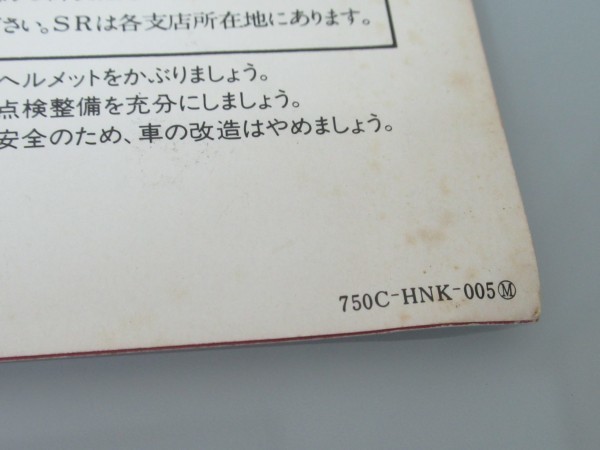 さい。SRは各支店所在地にあります。
ヘルメットをかぶりましょう。
点検整備を充分にしましょう。
安全のため、車の改造はやめましょう。
750C-HNK-005Ⓜ